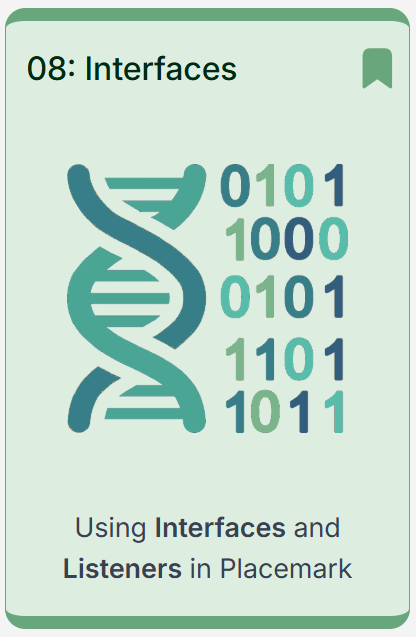 08: Interfaces
0101
1000
0101
1101
1011
Using Interfaces and
Listeners in Placemark